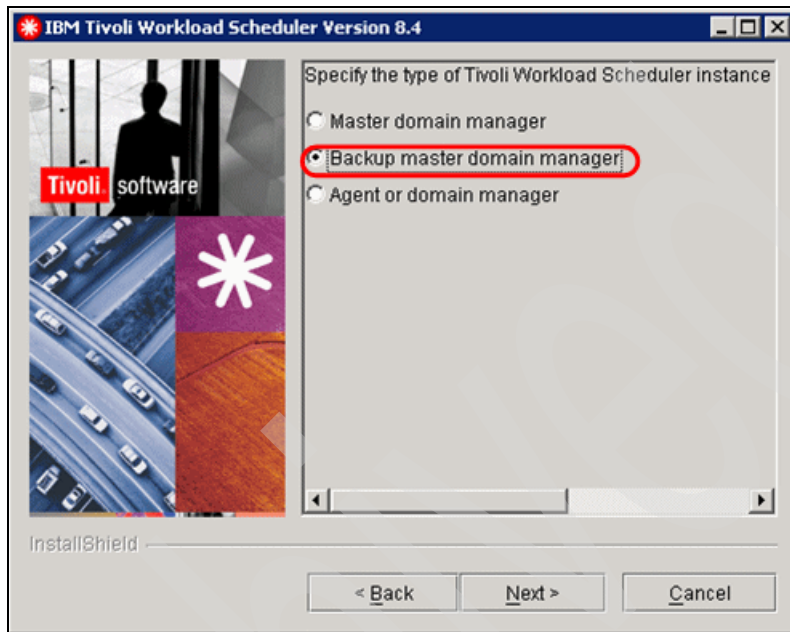 IBM Tivoli Workload Scheduler Version 8.4
Specify the type of Tivoli Workload Scheduler instance
Master domain manager
Backup master domain manager
Agent or domain manager
Tivoli. software
InstallShield
< Back
Next >
Cancel